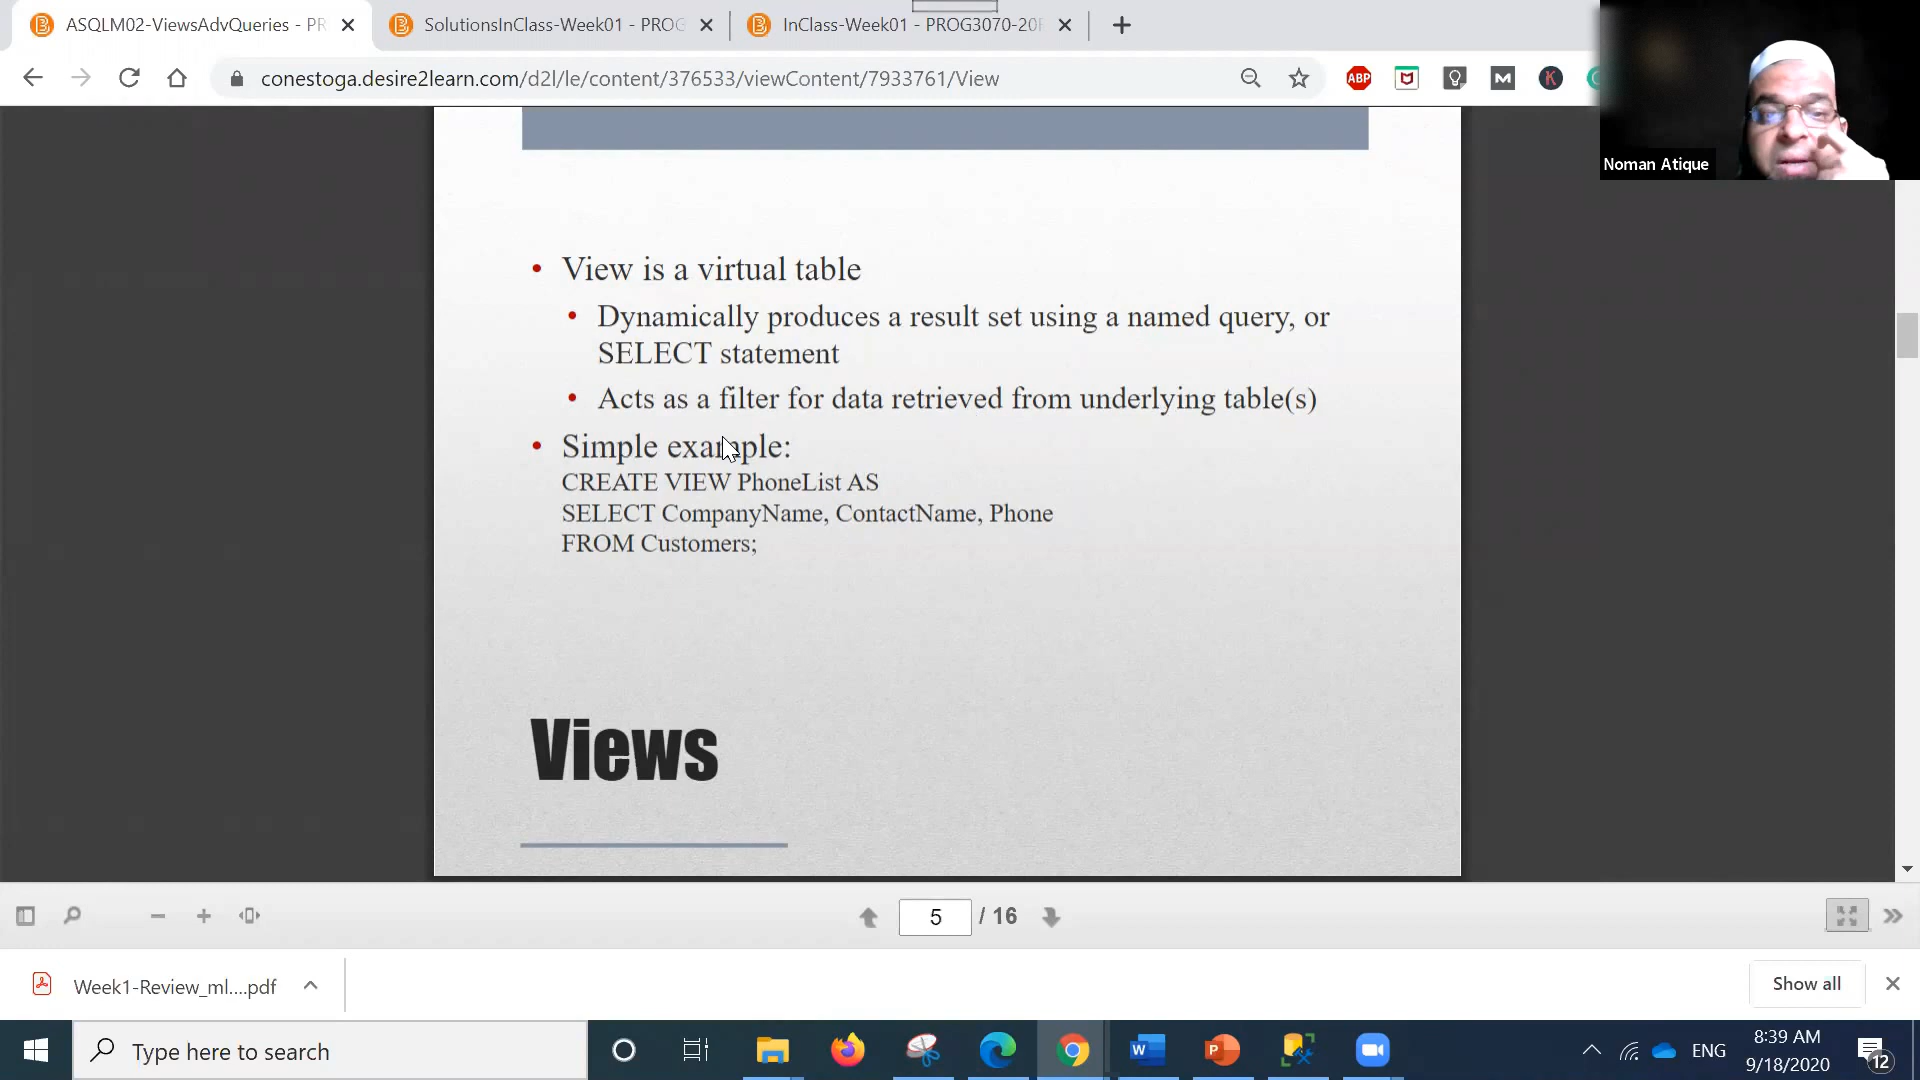 ASQLM02-ViewsAdvQueries - PR
SolutionsInClass-Week01 - PROG
InClass-Week01 - PROG3070-20F
conestoga.desire2learn.com/d2l/le/content/376533/viewContent/7933761/View
ABP
M
K
Noman Atique
• View is a virtual table
• Dynamically produces a result set using a named query, or
SELECT statement
• Acts as a filter for data retrieved from underlying table(s)
• Simple example:
CREATE VIEW PhoneList AS
SELECT CompanyName, ContactName, Phone
FROM Customers;
Views
5 / 16
Week1-Review_ml....pdf
Show all
Type here to search
W
P
ENG
8:39 AM
9/18/2020
12